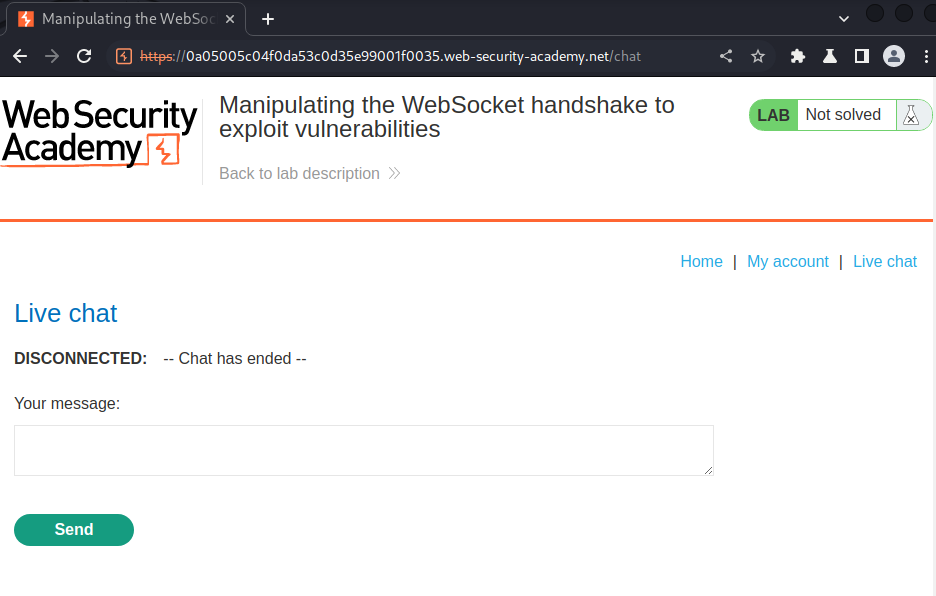 Manipulating the WebSoc
https://0a05005c04f0da53c0d35e99001f0035.web-security-academy.net/chat
Web Security
Academy
Manipulating the WebSocket handshake to
exploit vulnerabilities
LAB Not solved
Back to lab description
Home | My account | Live chat
Live chat
DISCONNECTED: -- Chat has ended --
Your message:
Send